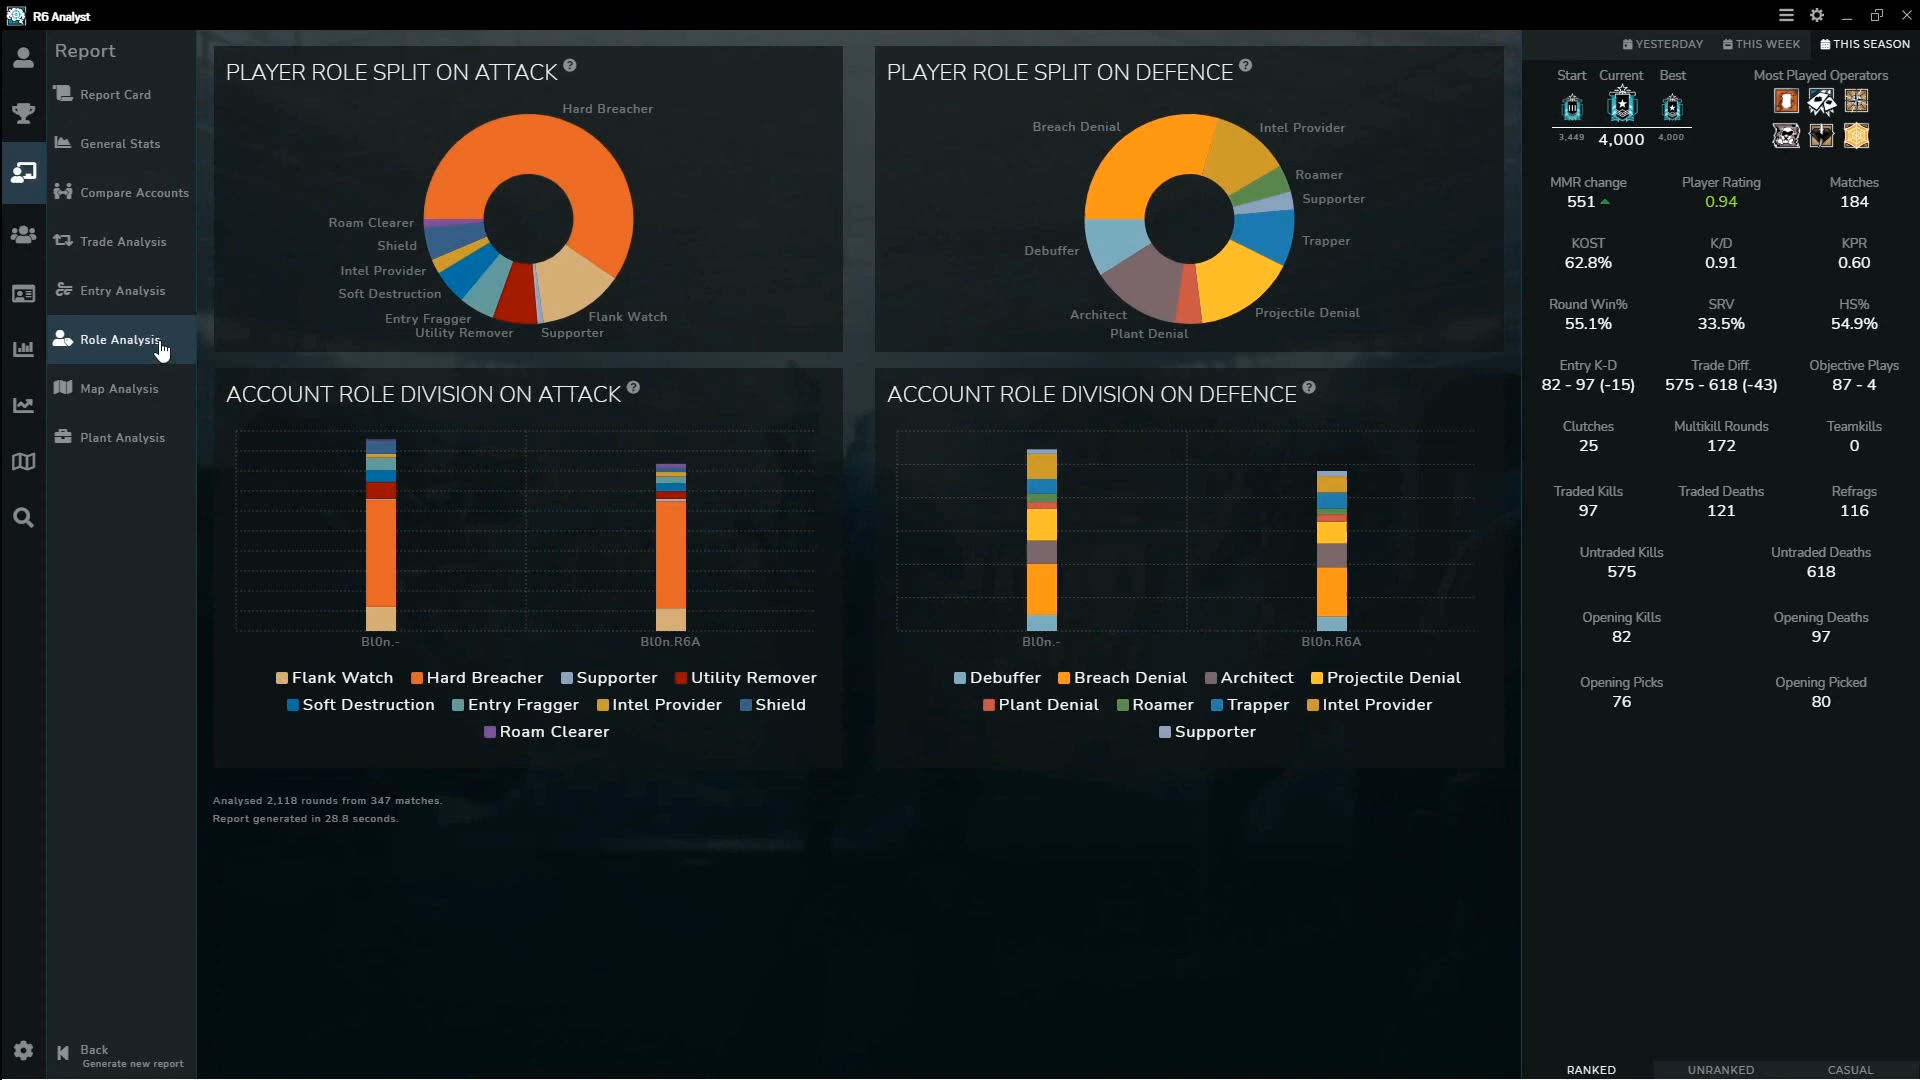 R6 Analyst
Report
Report Card
General Stats
Compare Accounts
Trade Analysis
Entry Analysis
Role Analysis
Map Analysis
Plant Analysis
Back
Generate new report
PLAYER ROLE SPLIT ON ATTACK ?
Hard Breacher
Roam Clearer
Shield
Intel Provider
Soft Destruction
Entry Fragger
Utility Remover
Supporter
Flank Watch
PLAYER ROLE SPLIT ON DEFENCE ?
Breach Denial
Intel Provider
Roamer
Supporter
Trapper
Debuffer
Architect
Plant Denial
Projectile Denial
ACCOUNT ROLE DIVISION ON ATTACK ?
Bl0n.- Bl0n.R6A
Flank Watch Hard Breacher Supporter Utility Remover
Soft Destruction Entry Fragger Intel Provider Shield
Roam Clearer
ACCOUNT ROLE DIVISION ON DEFENCE ?
Bl0n.- Bl0n.R6A
Debuffer Breach Denial Architect Projectile Denial
Plant Denial Roamer Trapper Intel Provider
Supporter
Analysed 2,118 rounds from 347 matches.
Report generated in 28.8 seconds.
YESTERDAY THIS WEEK THIS SEASON
Start Current Best Most Played Operators
3,449 4,000 4,000
MMR change Player Rating Matches
551 0.94 184
KOST K/D KPR
62.8% 0.91 0.60
Round Win% SRV HS%
55.1% 33.5% 54.9%
Entry K-D Trade Diff. Objective Plays
82 - 97 (-15) 575 - 618 (-43) 87 - 4
Clutches Multikill Rounds Teamkills
25 172 0
Traded Kills Traded Deaths Refrags
97 121 116
Untraded Kills Untraded Deaths
575 618
Opening Kills Opening Deaths
82 97
Opening Picks Opening Picked
76 80
RANKED UNRANKED CASUAL